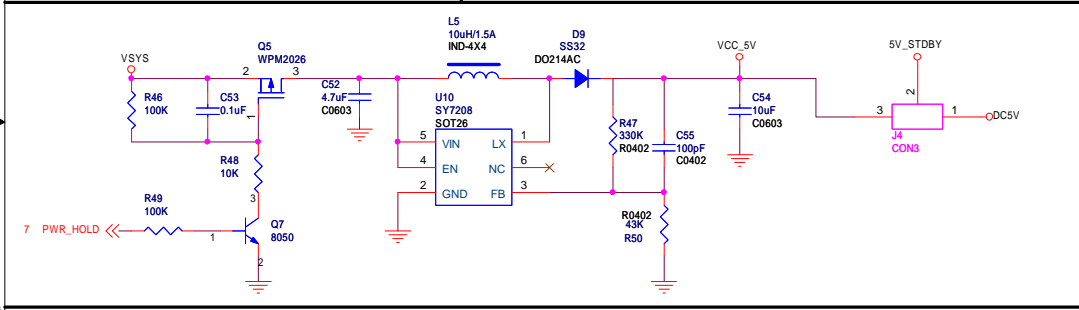 L5
10uH/1.5A
IND-4X4
Q5
WPM2026
D9
SS32
DO214AC
VSYS
VCC_5V
5V_STDBY
2
3
1
R46
100K
C53
0.1uF
C52
4.7uF
C0603
U10
SY7208
SOT26
5
VIN
LX
1
4
EN
NC
6
2
GND
FB
3
R47
330K
R0402
C55
100pF
C0402
C54
10uF
C0603
2
3
1
DC5V
J4
CON3
R48
10K
R49
100K
7 PWR_HOLD
3
1
2
Q7
8050
R0402
43K
R50